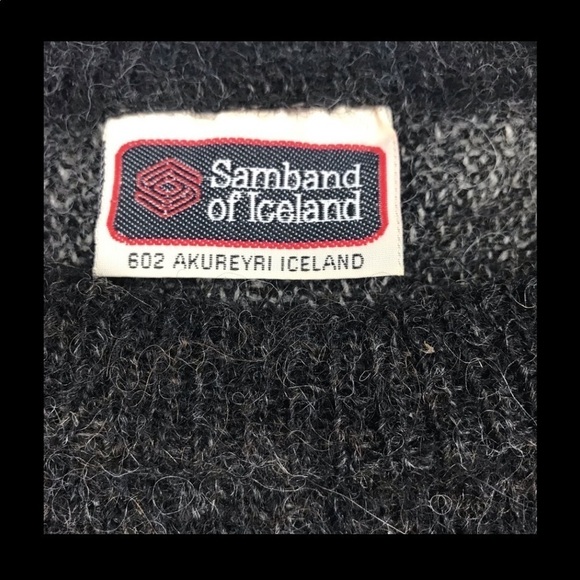 Samband
of Iceland
602 AKUREYRI ICELAND